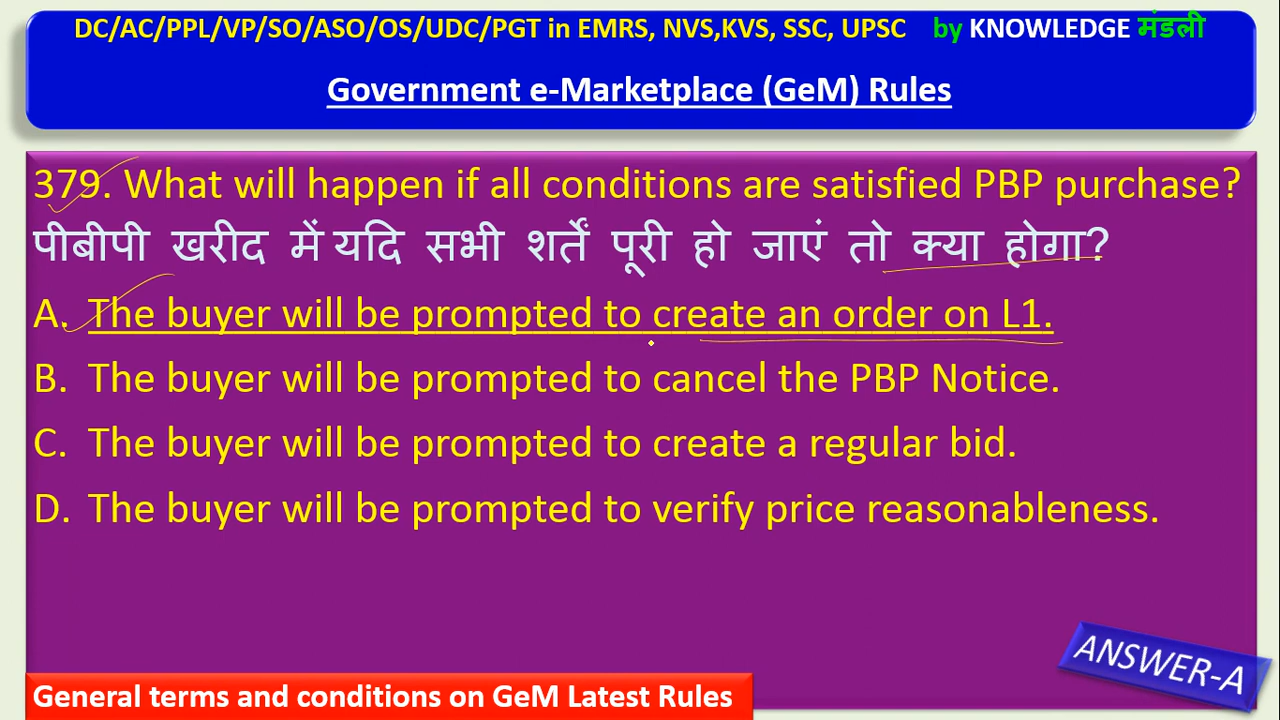 DC/AC/PPL/VP/SO/ASO/OS/UDC/PGT in EMRS, NVS,KVS, SSC, UPSC by KNOWLEDGE मंडली
Government e-Marketplace (GeM) Rules
379. What will happen if all conditions are satisfied PBP purchase?
पीबीपी खरीद में यदि सभी शर्तें पूरी हो जाएं तो क्या होगा?
A. The buyer will be prompted to create an order on L1.
B. The buyer will be prompted to cancel the PBP Notice.
C. The buyer will be prompted to create a regular bid.
D. The buyer will be prompted to verify price reasonableness.
ANSWER-A
General terms and conditions on GeM Latest Rules